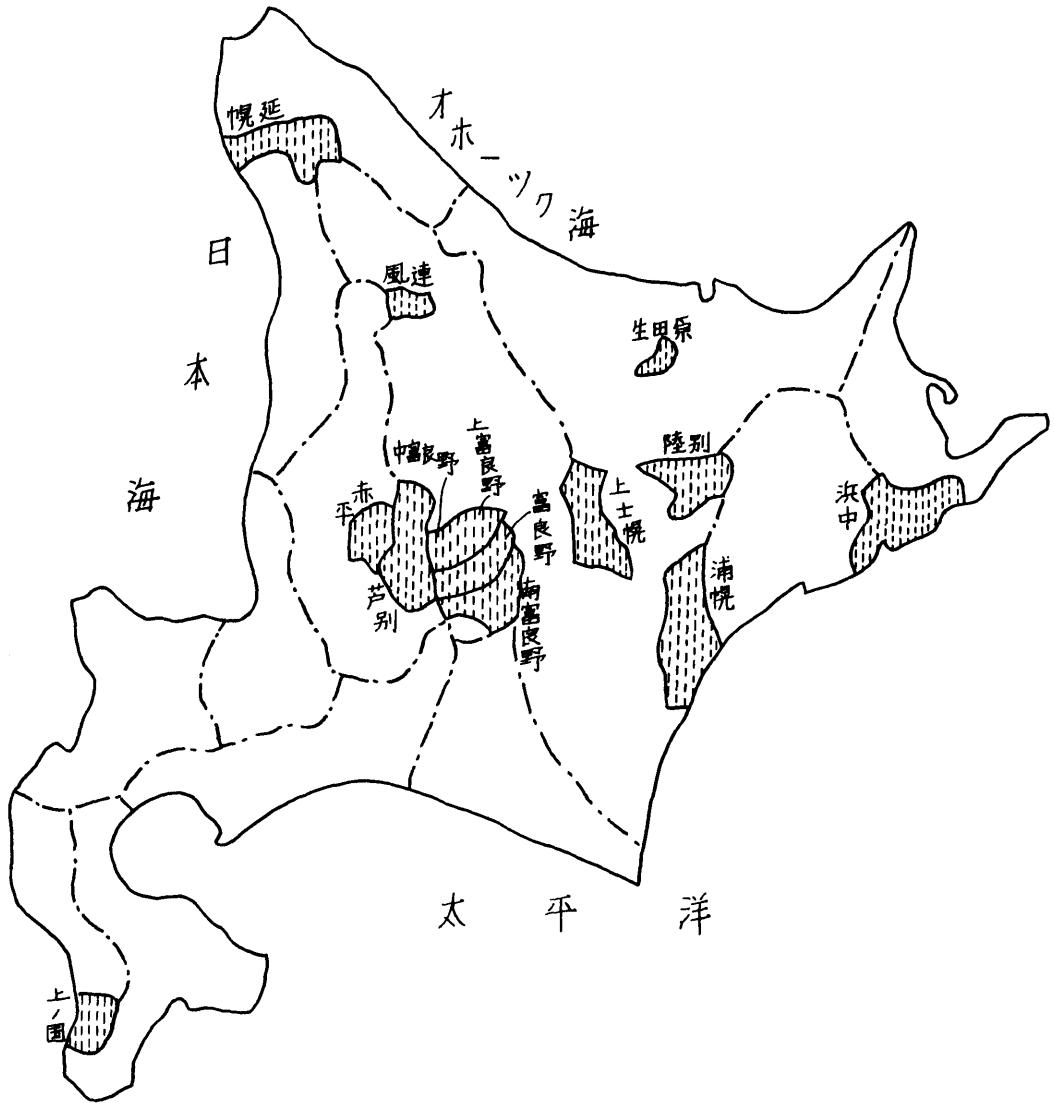 幌延
オホーツク海
日本海
風連
生田原
上富良野
中富良野
陸別
赤平
上士幌
富良野
浜中
芦別
南富良野
浦幌
太平洋
上ノ国